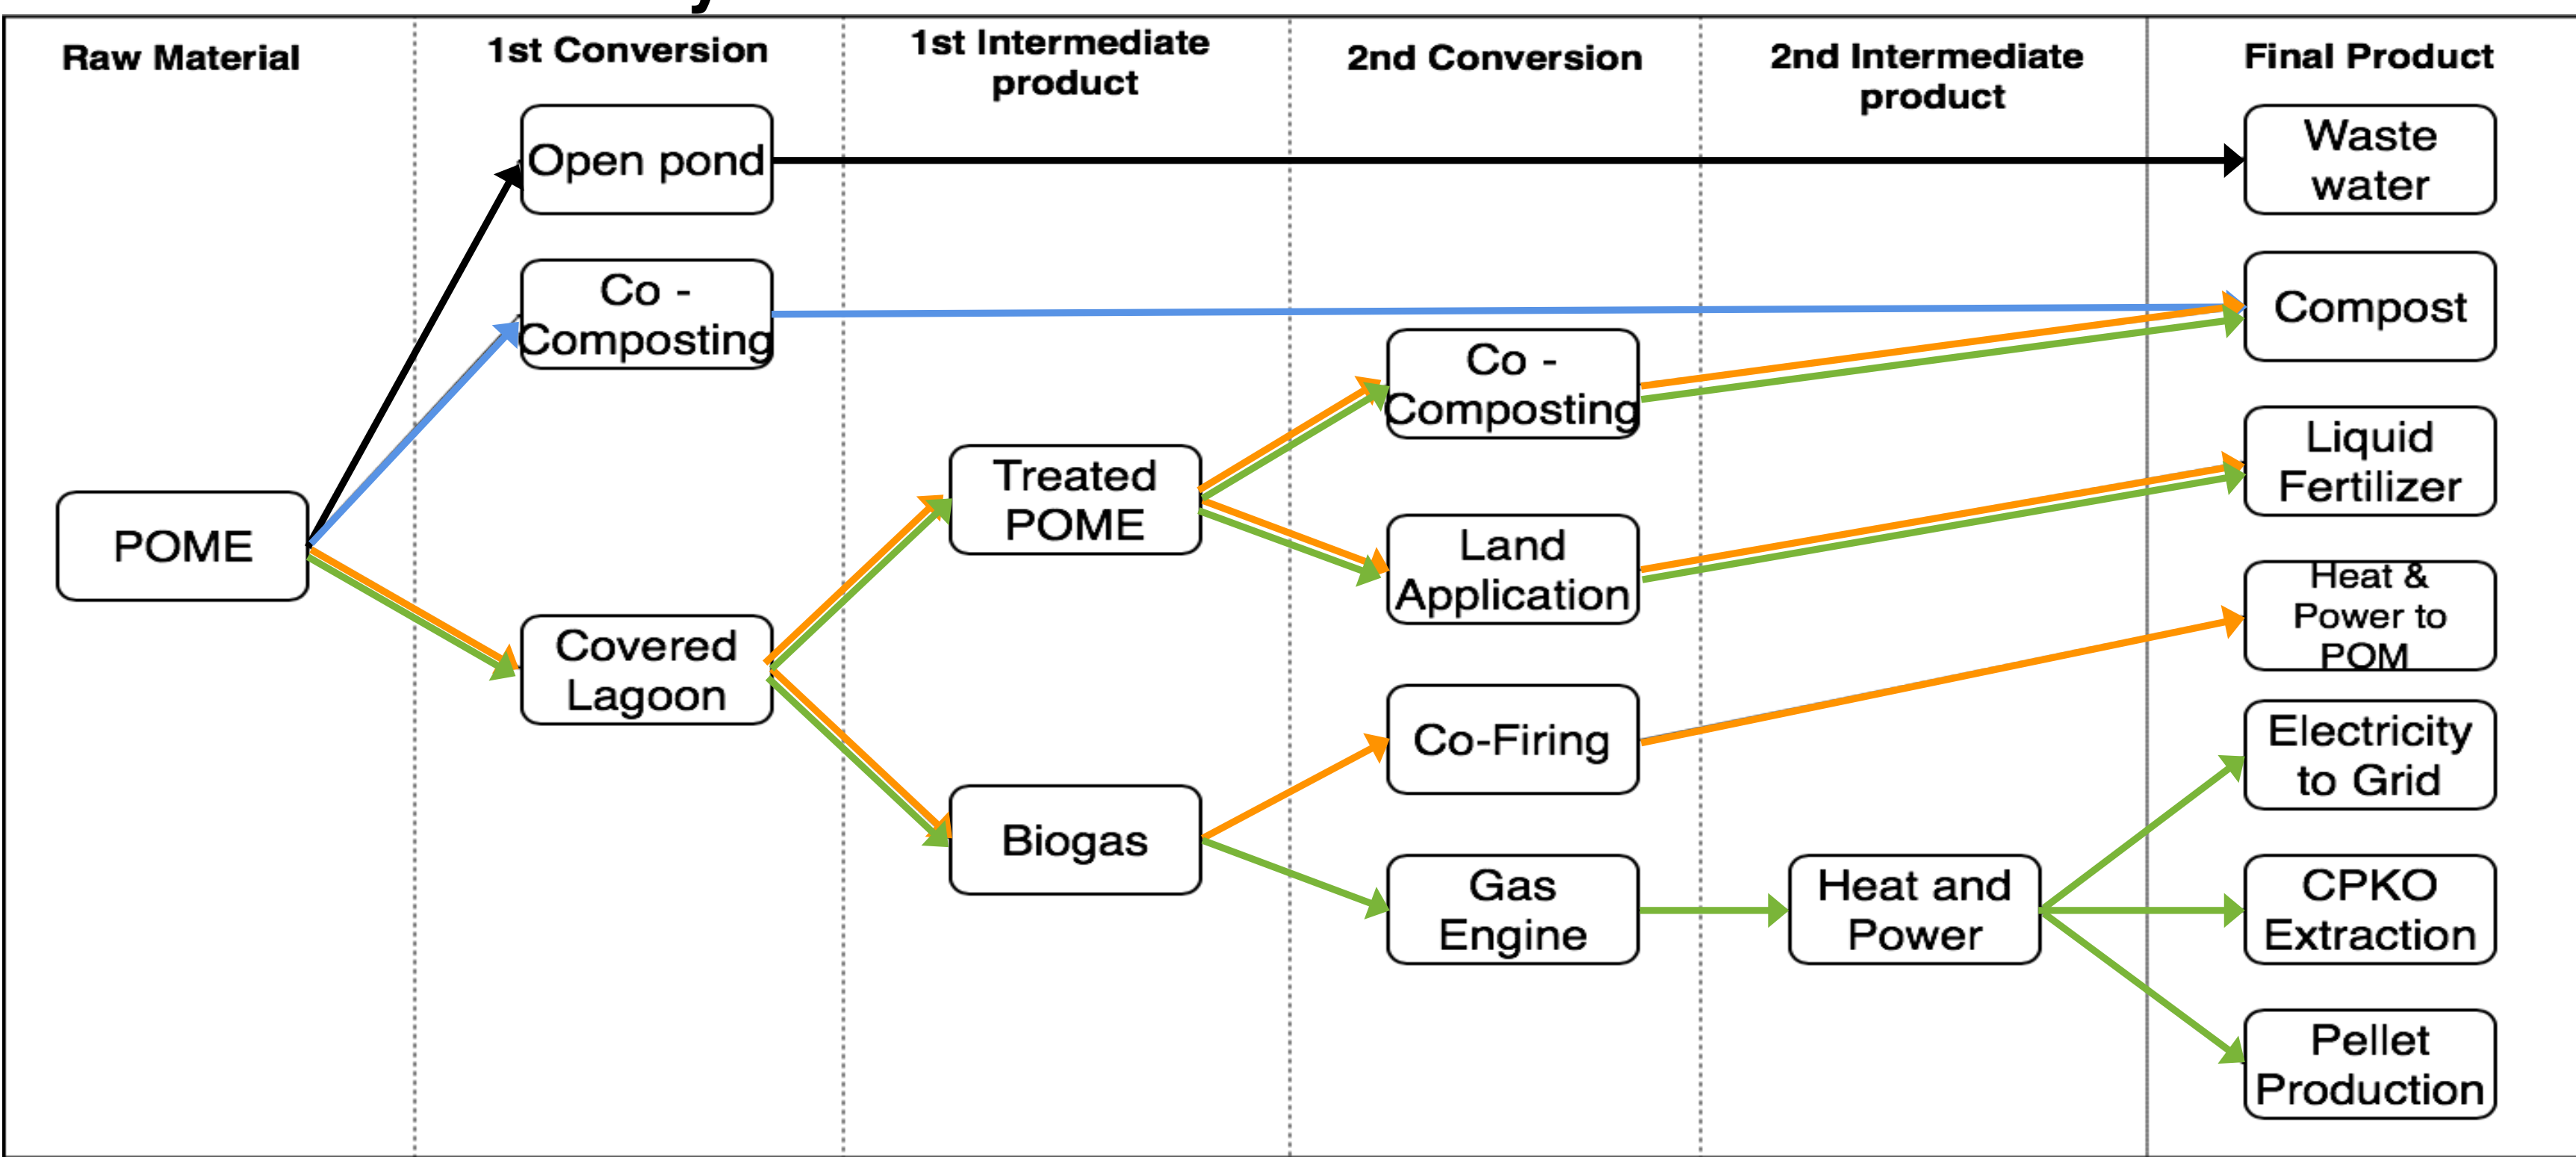 Raw Material
1st Conversion
1st Intermediate
product
2nd Conversion
2nd Intermediate
product
Final Product
Open pond
Waste
water
Co -
Composting
Compost
Co -
Composting
Liquid
Fertilizer
Treated
POME
POME
Land
Application
Heat &
Power to
POM
Covered
Lagoon
Co-Firing
Electricity
to Grid
Biogas
Gas
Engine
Heat and
Power
CPKO
Extraction
Pellet
Production